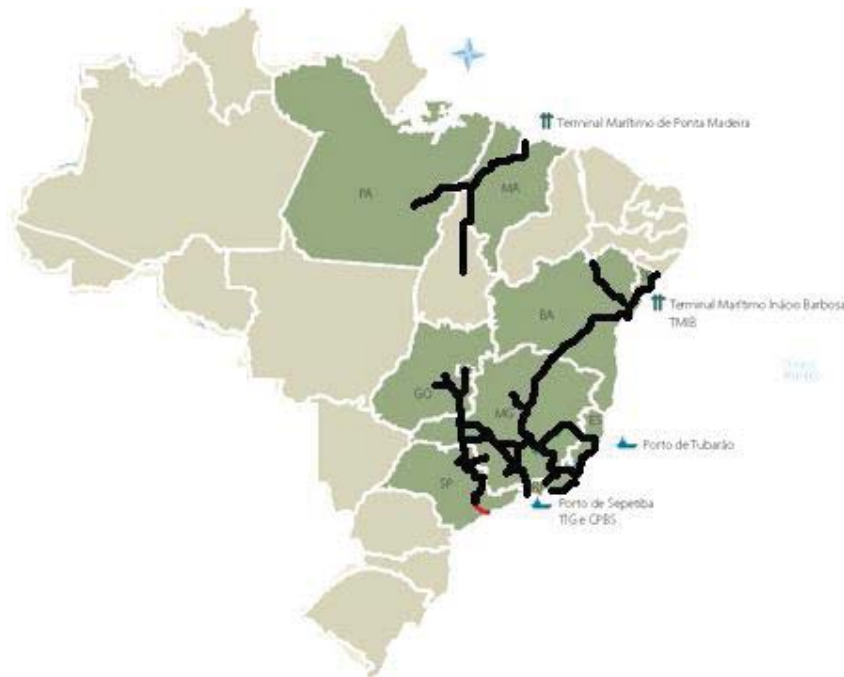 Terminal Marítimo de Ponta Madeira
PA
MA
Terminal Marítimo Inácio Barbosa
TMIB
BA
GO
MG
ES
Porto de Tubarão
SP
Porto de Sepetiba
TIG e CPBS